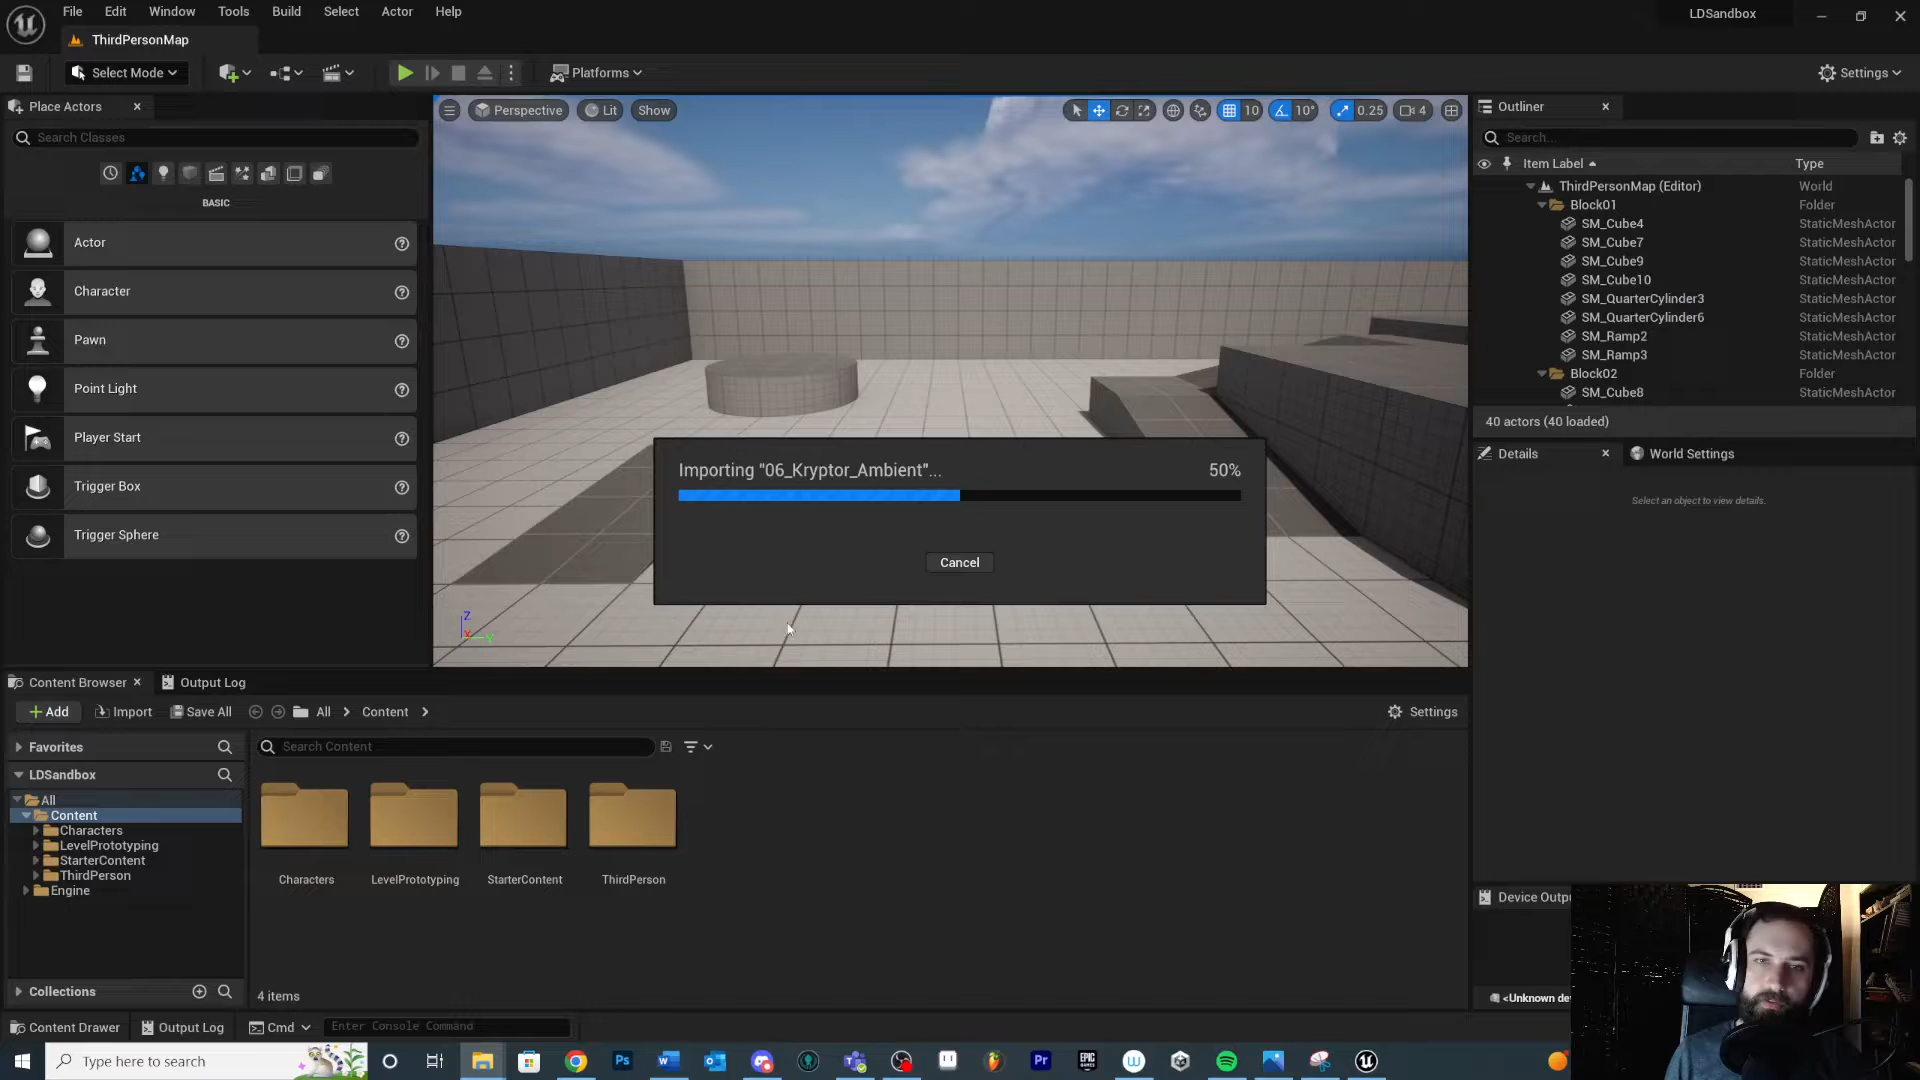 File Edit Window Tools Build Select Actor Help
LDSandbox
ThirdPersonMap
Select Mode
Platforms
Settings
Place Actors
Search Classes
BASIC
Actor
Character
Pawn
Point Light
Player Start
Trigger Box
Trigger Sphere
Perspective Lit Show
10 10° 0.25 4
Importing "06_Kryptor_Ambient"... 50%
Cancel
Z
X Y
Outliner
Search...
Item Label Type
ThirdPersonMap (Editor) World
Block01 Folder
SM_Cube4 StaticMeshActor
SM_Cube7 StaticMeshActor
SM_Cube9 StaticMeshActor
SM_Cube10 StaticMeshActor
SM_QuarterCylinder3 StaticMeshActor
SM_QuarterCylinder6 StaticMeshActor
SM_Ramp2 StaticMeshActor
SM_Ramp3 StaticMeshActor
Block02 Folder
SM_Cube8 StaticMeshActor
40 actors (40 loaded)
Details World Settings
Select an object to view details.
Content Browser Output Log
Add Import Save All All Content Settings
Favorites
Search Content
LDSandbox
All
Content
Characters
LevelPrototyping
StarterContent
ThirdPerson
Engine
Characters LevelPrototyping StarterContent ThirdPerson
Collections
4 items
Device Outp
<Unknown de
Content Drawer Output Log Cmd Enter Console Command
Type here to search
Ps
Pr
EPIC GAMES